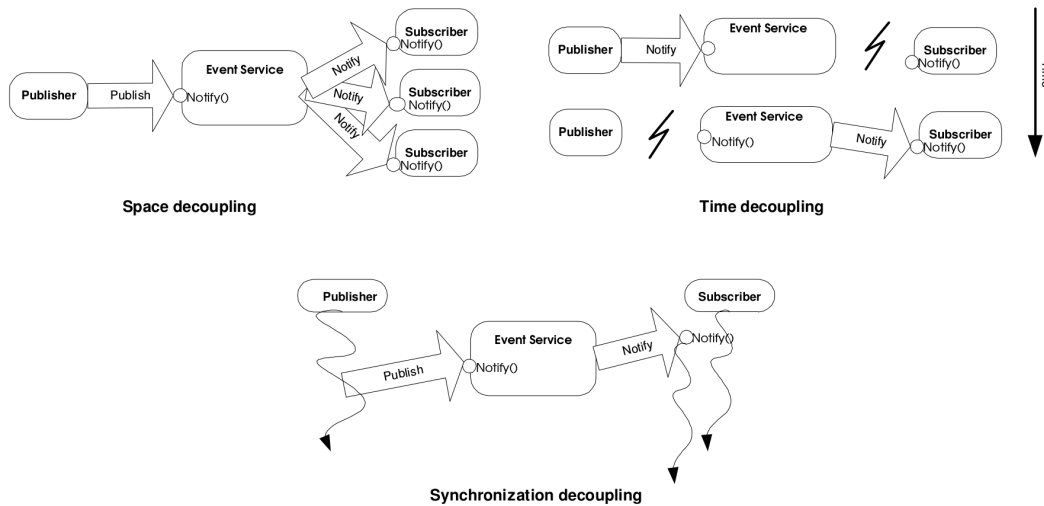 Publisher
Publish
Notify()
Event Service
Notify
Notify
Notify
Subscriber
Notify()
Subscriber
Notify()
Subscriber
Notify()
Space decoupling
Publisher
Notify
Event Service
Subscriber
Notify()
Publisher
Event Service
Notify()
Notify
Subscriber
Notify()
Time decoupling
Publisher
Publish
Event Service
Notify()
Notify
Subscriber
Notify()
Synchronization decoupling